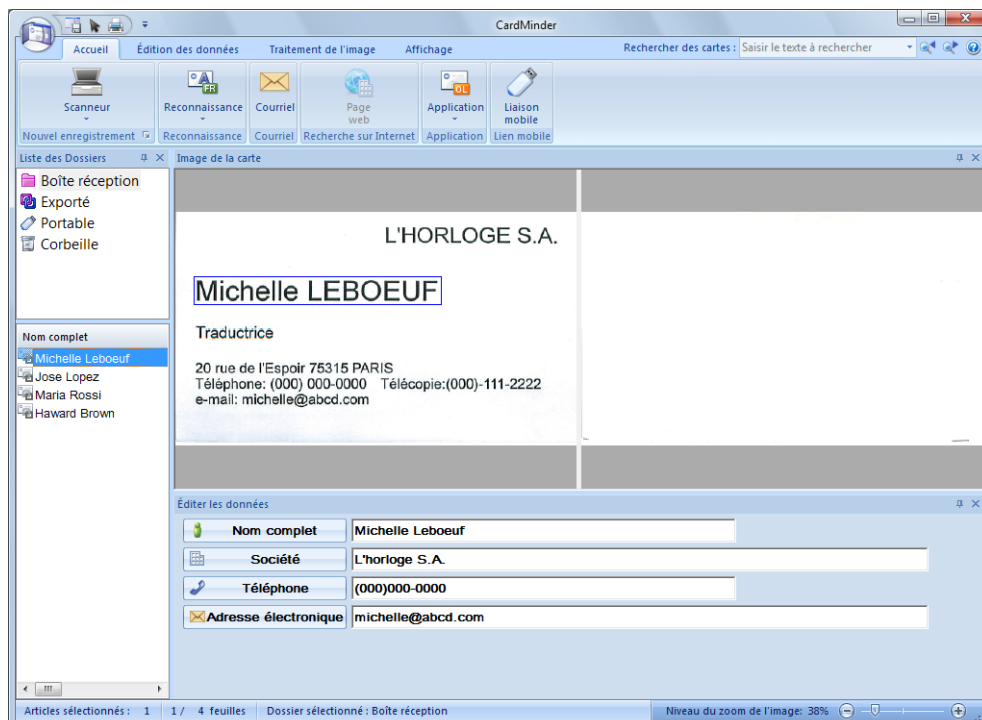 CardMinder
Accueil Édition des données Traitement de l'image Affichage Rechercher des cartes : Saisir le texte à rechercher
Scanneur
Reconnaissance
Courriel
Page
web
Application
Liaison
mobile
Nouvel enregistrement Reconnaissance Courriel Recherche sur Internet Application Lien mobile
Liste des Dossiers
Boîte réception
Exporté
Portable
Corbeille
Nom complet
Michelle Leboeuf
Jose Lopez
Maria Rossi
Haward Brown
Image de la carte
L'HORLOGE S.A.
Michelle LEBOEUF
Traductrice
20 rue de l'Espoir 75315 PARIS
Téléphone: (000) 000-0000 Télécopie:(000)-111-2222
e-mail: michelle@abcd.com
Éditer les données
Nom complet Michelle Leboeuf
Société L'horloge S.A.
Téléphone (000)000-0000
Adresse électronique michelle@abcd.com
Articles sélectionnés : 1 1 / 4 feuilles Dossier sélectionné : Boîte réception Niveau du zoom de l'image: 38%